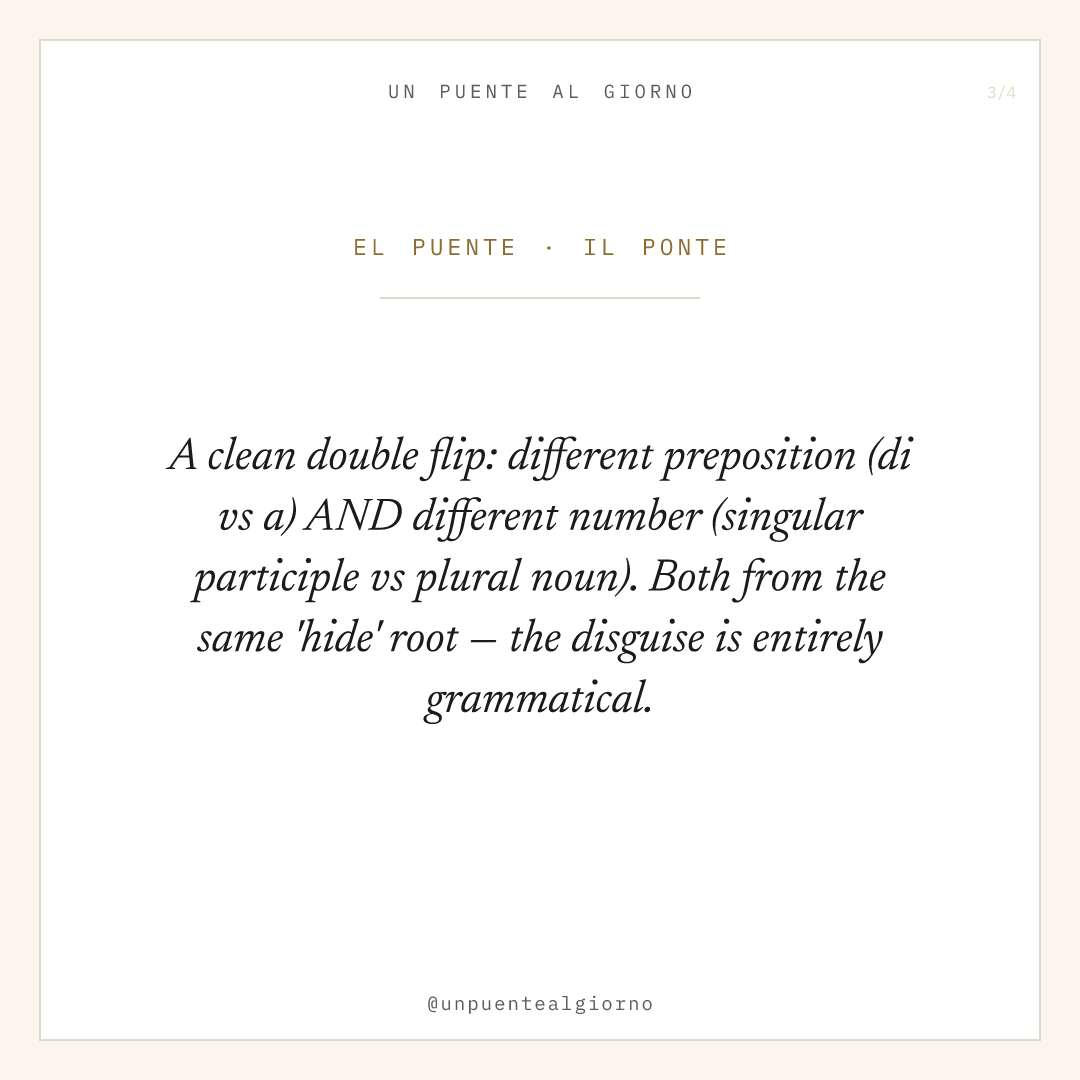 UN PUENTE AL GIORNO
3/4
EL PUENTE · IL PONTE
A clean double flip: different preposition (di
vs a) AND different number (singular
participle vs plural noun). Both from the
same 'hide' root – the disguise is entirely
grammatical.
@unpuentealgiorno